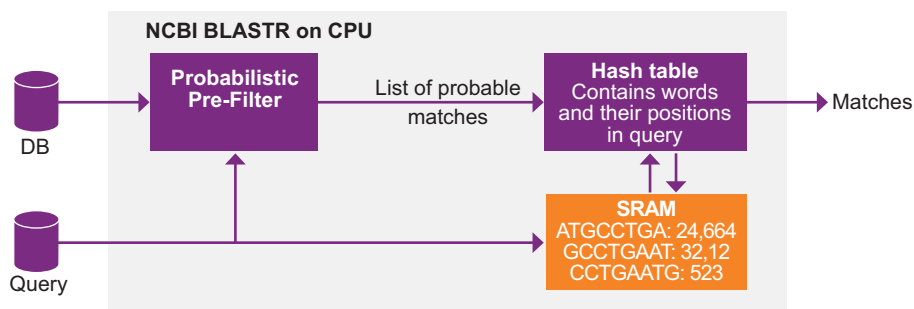 NCBI BLASTR on CPU
Probabilistic
Pre-Filter
List of probable
matches
Hash table
Contains words
and their positions
in query
Matches
DB
SRAM
ATGCCTGA: 24,664
GCCTGAAT: 32,12
CCTGAATG: 523
Query